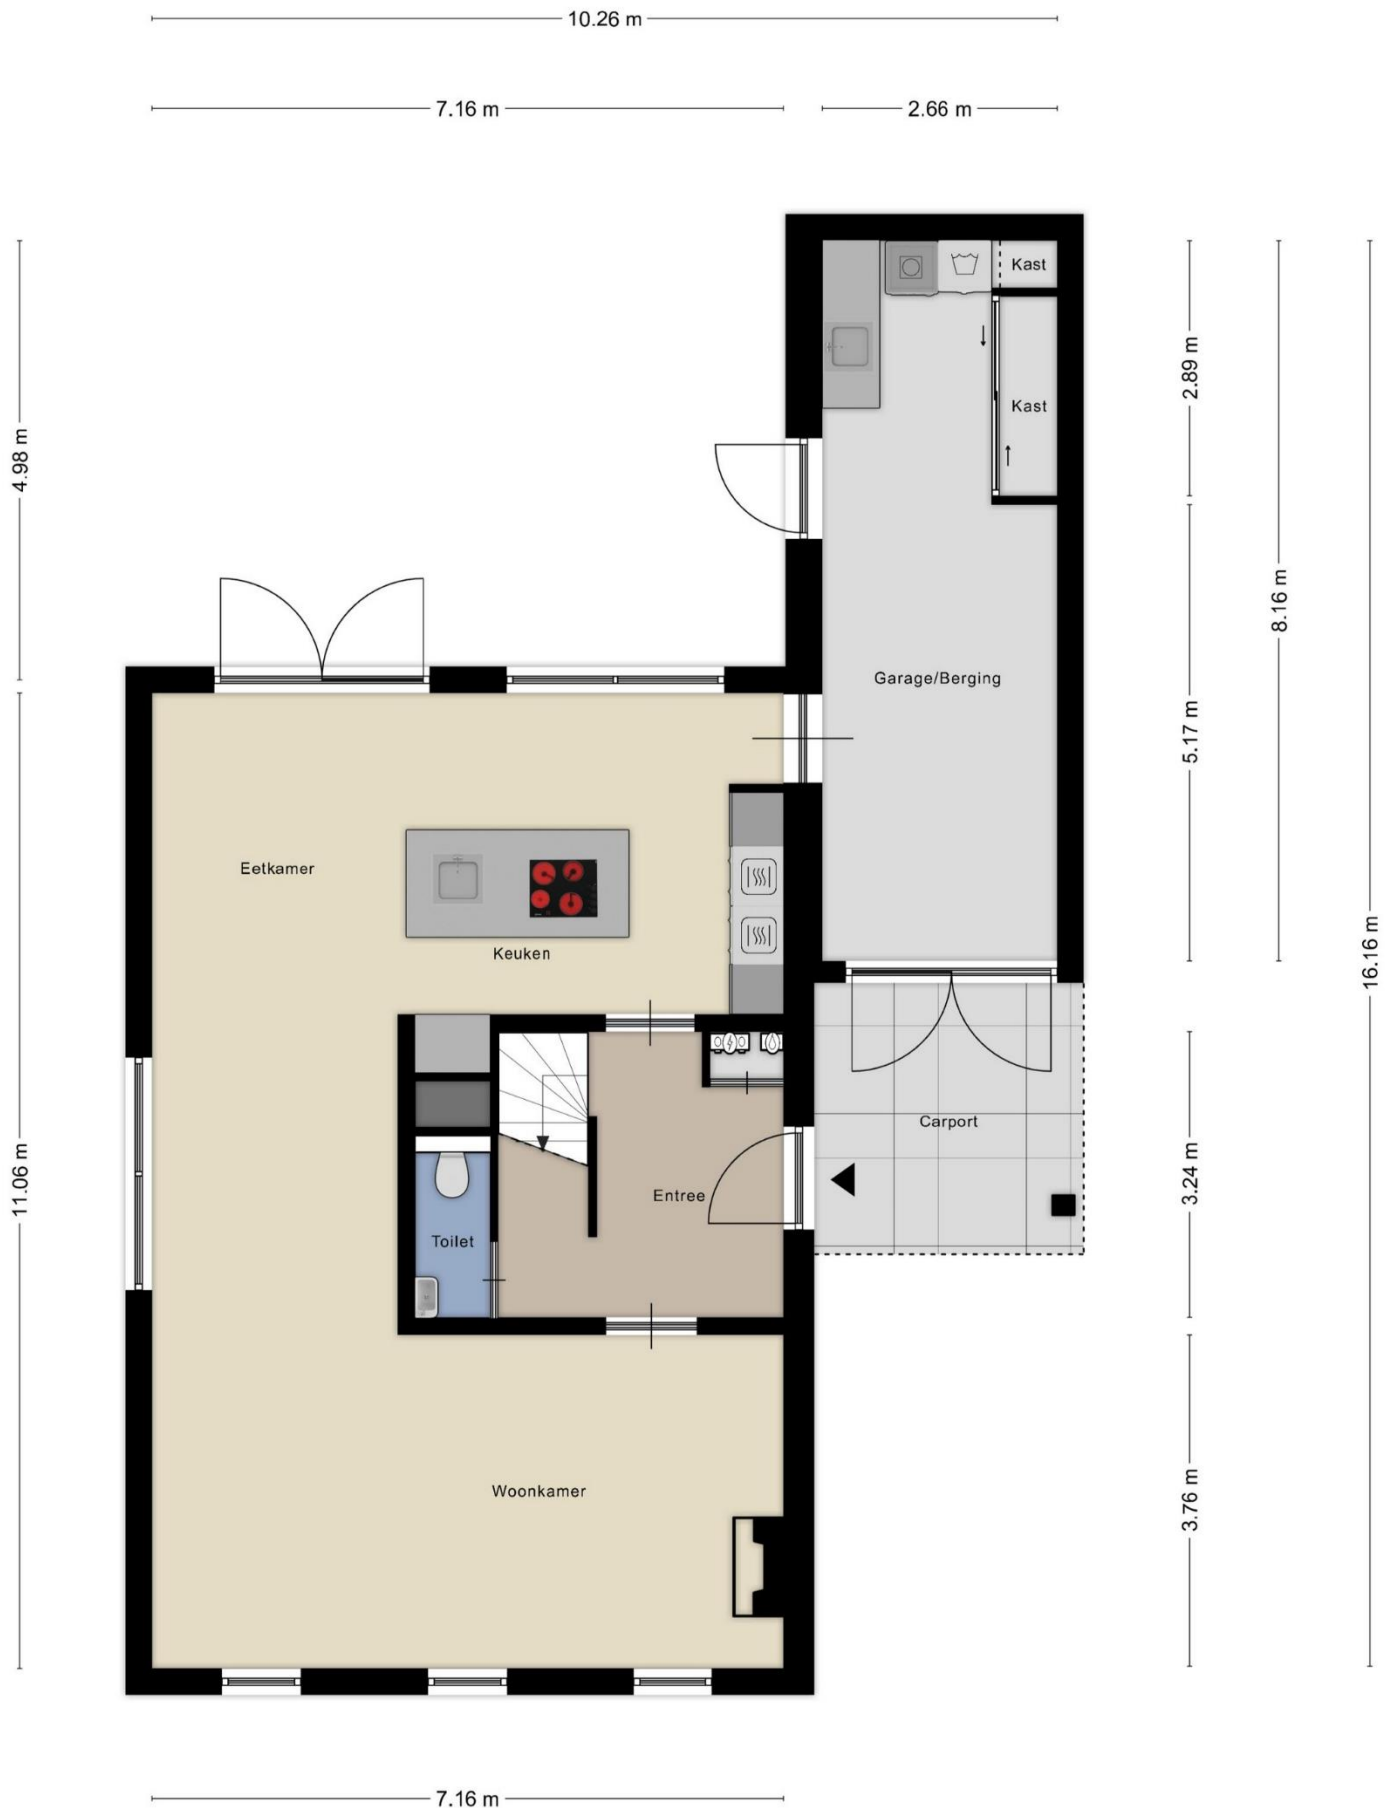 10.26 m
7.16 m
2.66 m
Kast
Kast
2.89 m
4.98 m
8.16 m
Garage/Berging
5.17 m
Eetkamer
Keuken
16.16 m
Carport
11.06 m
3.24 m
Entree
Toilet
Woonkamer
3.76 m
7.16 m